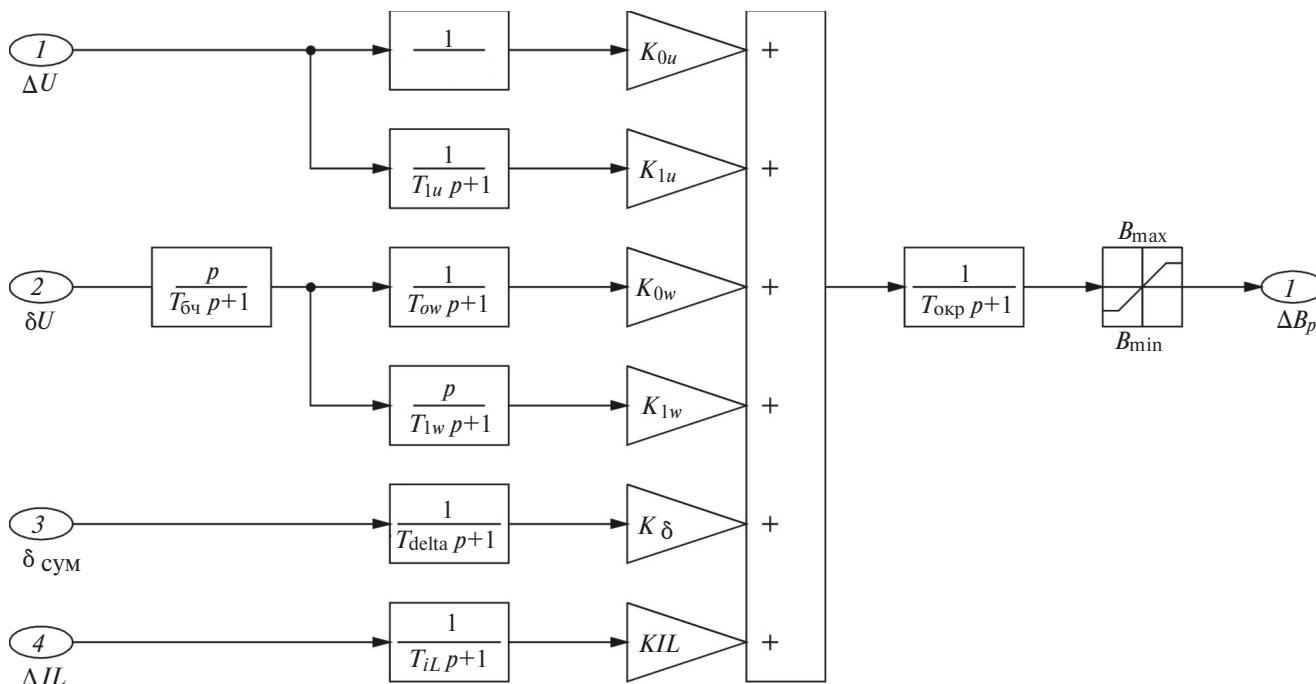 1
ΔU
1
K0u
+
1
T1u p+1
K1u
+
2
δU
p
Tбч p+1
1
Tow p+1
K0w
+
1
Tокр p+1
Bmax
Bmin
1
ΔBp
p
T1w p+1
K1w
+
3
δ сум
1
Tdelta p+1
K δ
+
4
ΔIL
1
TiL p+1
KIL
+